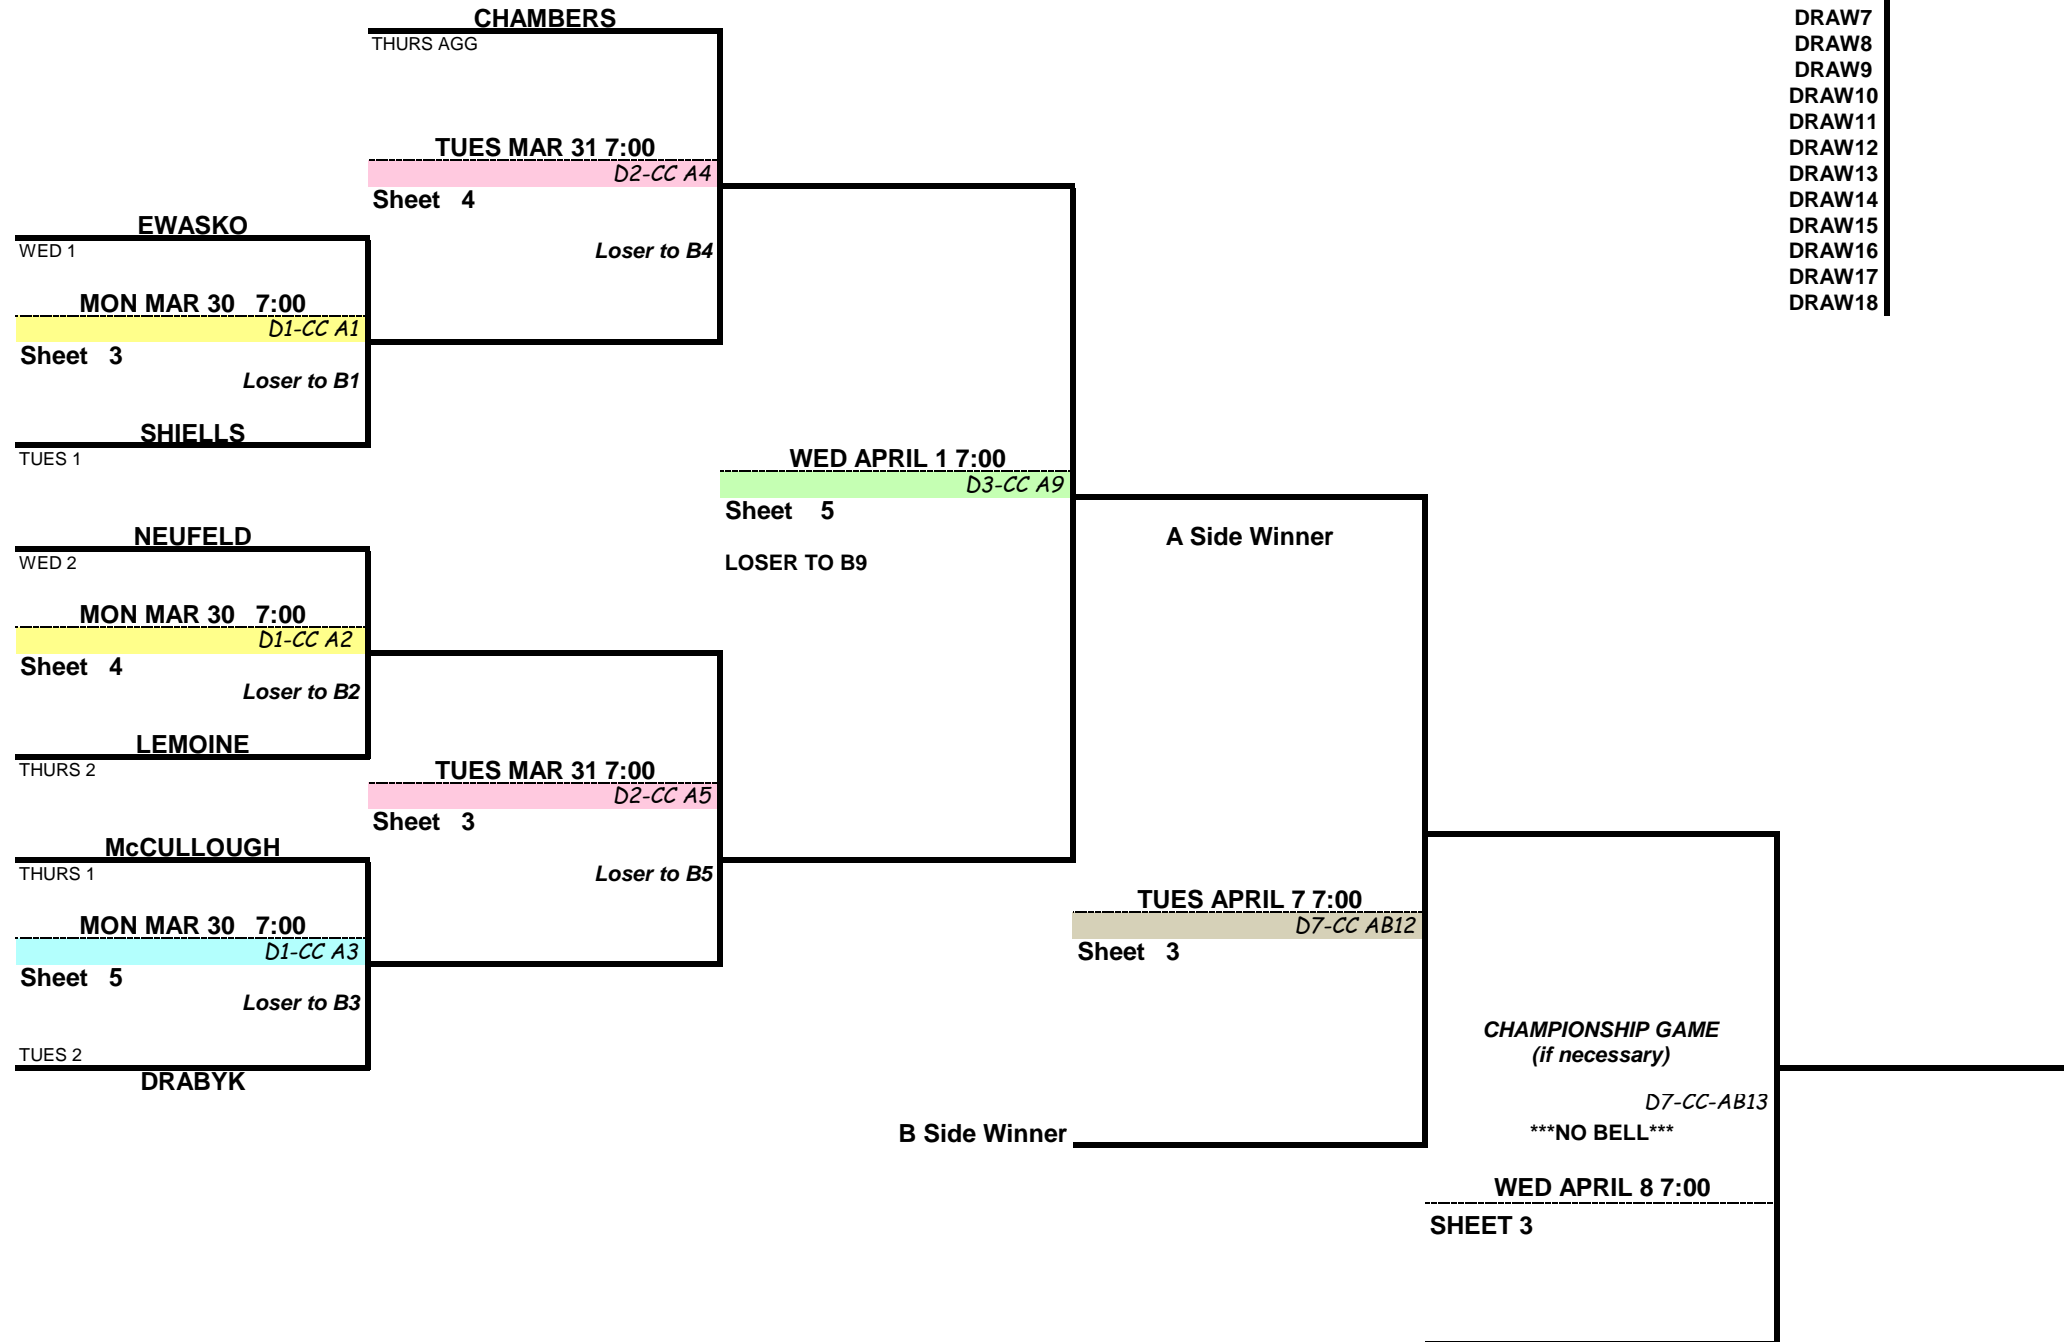 CHAMBERS
THURS AGG
TUES MAR 31 7:00
D2-CC A4
Sheet 4
Loser to B4
EWASKO
WED 1
MON MAR 30 7:00
D1-CC A1
Sheet 3
Loser to B1
SHIELLS
TUES 1
WED APRIL 1 7:00
D3-CC A9
Sheet 5
LOSER TO B9
A Side Winner
NEUFELD
WED 2
MON MAR 30 7:00
D1-CC A2
Sheet 4
Loser to B2
LEMOINE
THURS 2
TUES MAR 31 7:00
D2-CC A5
Sheet 3
Loser to B5
McCULLOUGH
THURS 1
MON MAR 30 7:00
D1-CC A3
Sheet 5
Loser to B3
TUES 2
DRABYK
TUES APRIL 7 7:00
D7-CC AB12
Sheet 3
B Side Winner
CHAMPIONSHIP GAME
(if necessary)
D7-CC-AB13
***NO BELL***
WED APRIL 8 7:00
SHEET 3
DRAW7
DRAW8
DRAW9
DRAW10
DRAW11
DRAW12
DRAW13
DRAW14
DRAW15
DRAW16
DRAW17
DRAW18